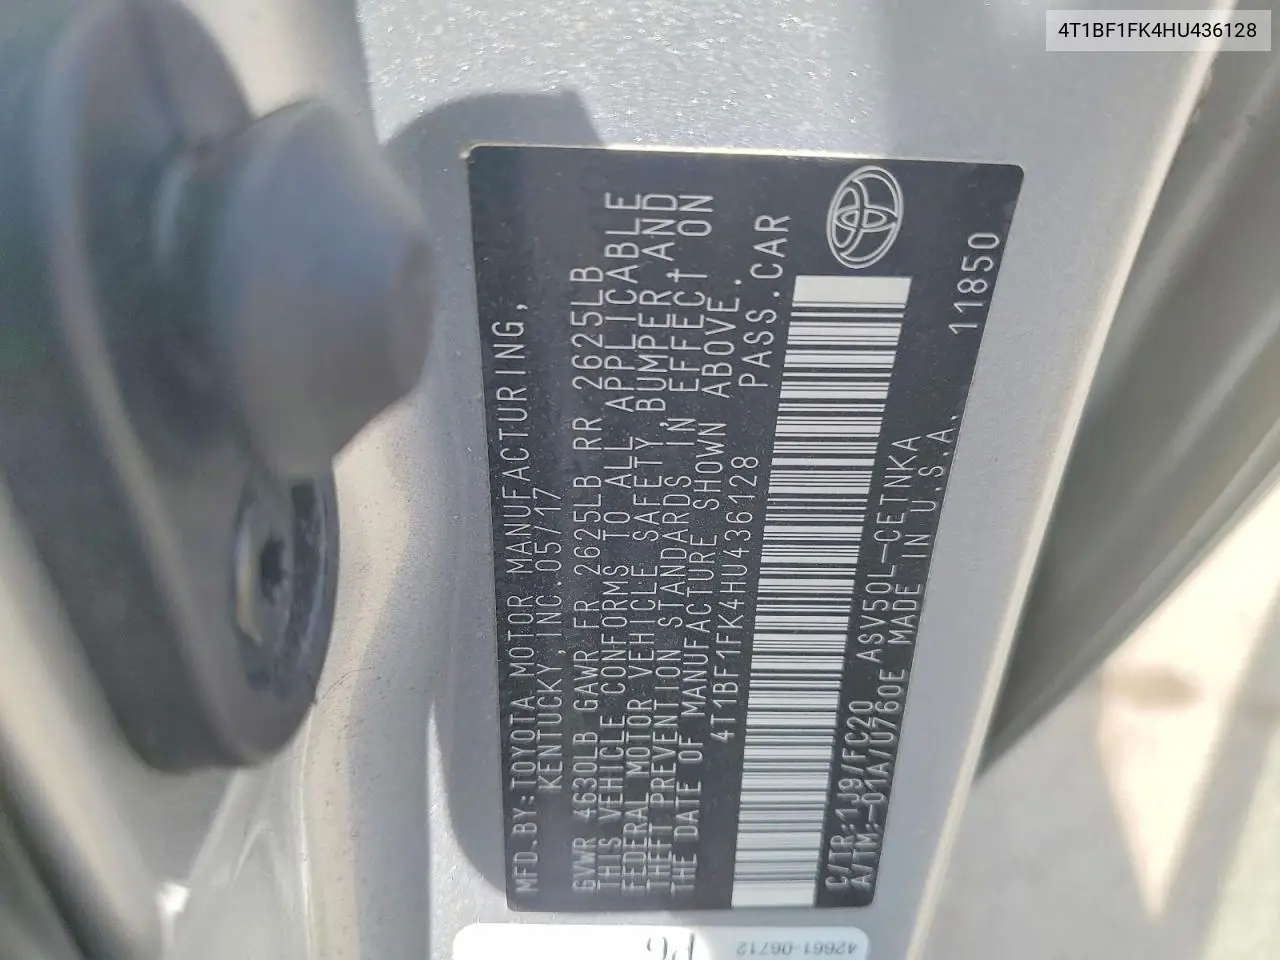 4T1BF1FK4HU436128
MFD.BY:TOYOTA MOTOR MANUFACTURING,
KENTUCKY,INC.05/17
GVWR 4630LB GAWR FR 2625LB RR 2625LB
THIS VEHICLE CONFORMS TO ALL APPLICABLE
FEDERAL MOTOR VEHICLE SAFETY,BUMPER,AND
THEFT PREVENTION STANDARDS IN EFFECT ON
THE DATE OF MANUFACTURE SHOWN ABOVE.
4T1BF1FK4HU436128 PASS.CAR
C/TR:1J9/FC20 ASV50L-CETNKA
A/TM:-01A/U760E MADE IN U.S.A.
11850
42661-06712
P6